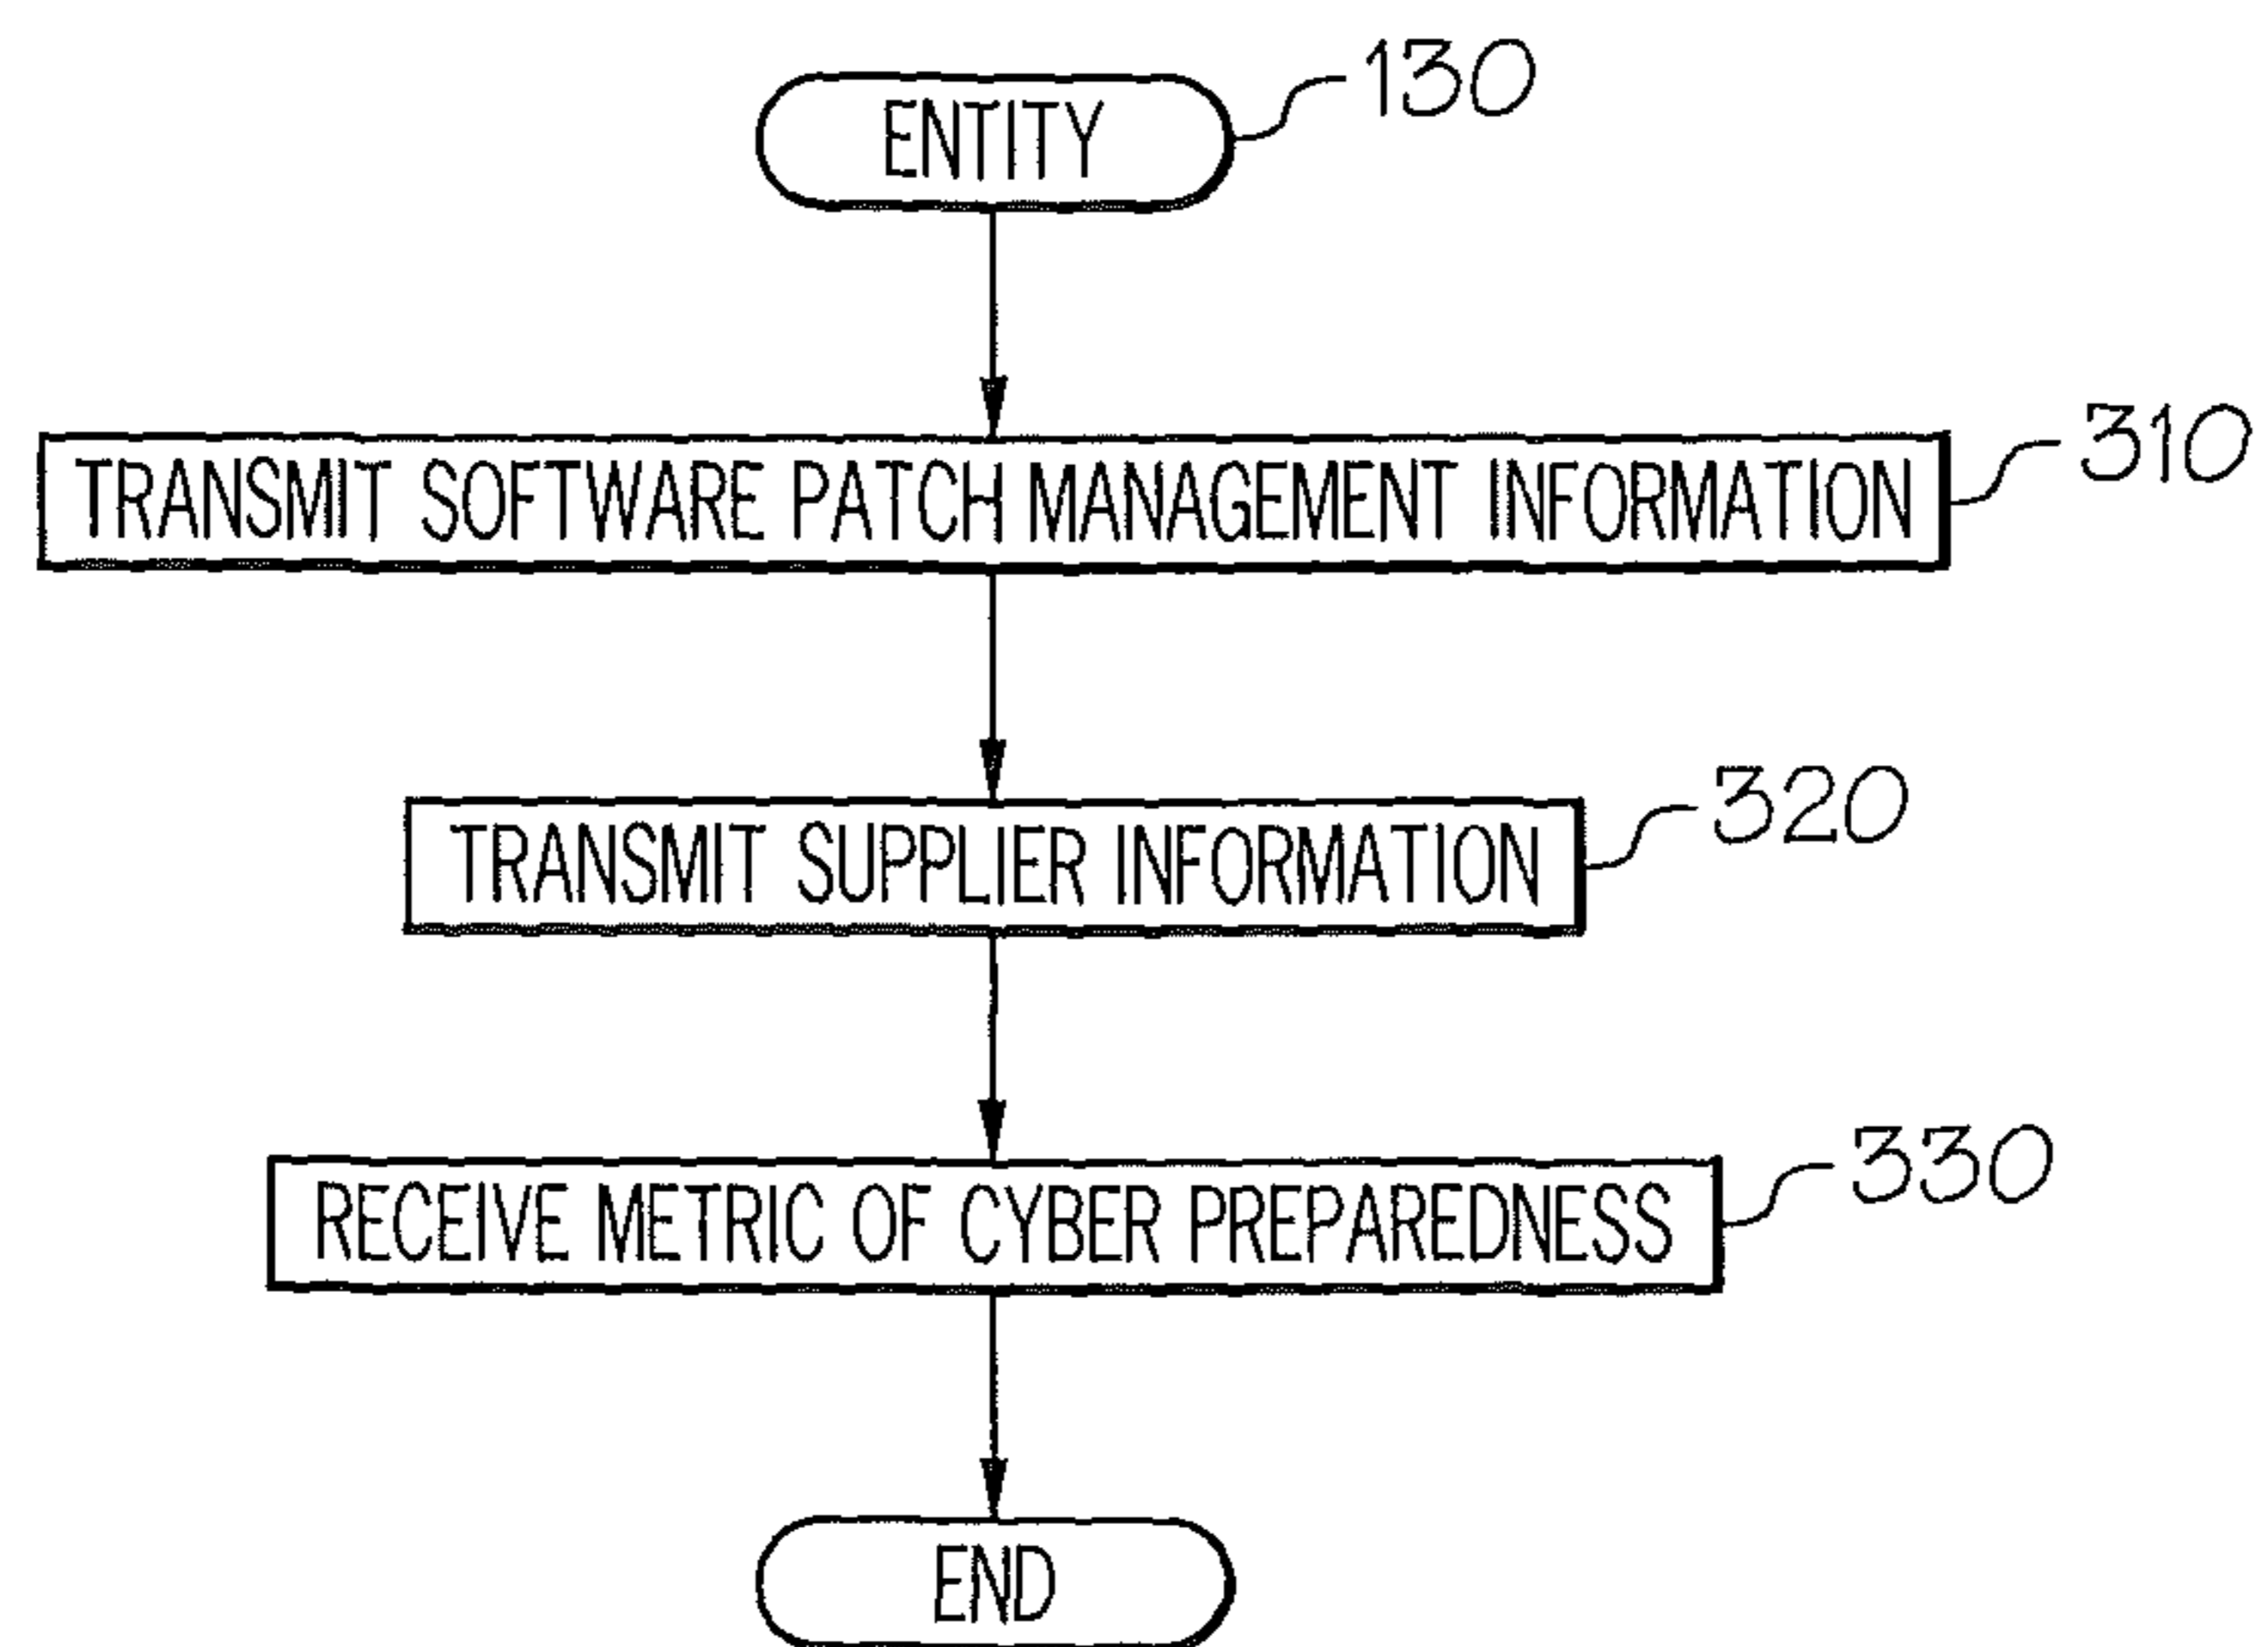 ENTITY
130
TRANSMIT SOFTWARE PATCH MANAGEMENT INFORMATION
310
TRANSMIT SUPPLIER INFORMATION
320
RECEIVE METRIC OF CYBER PREPAREDNESS
330
END